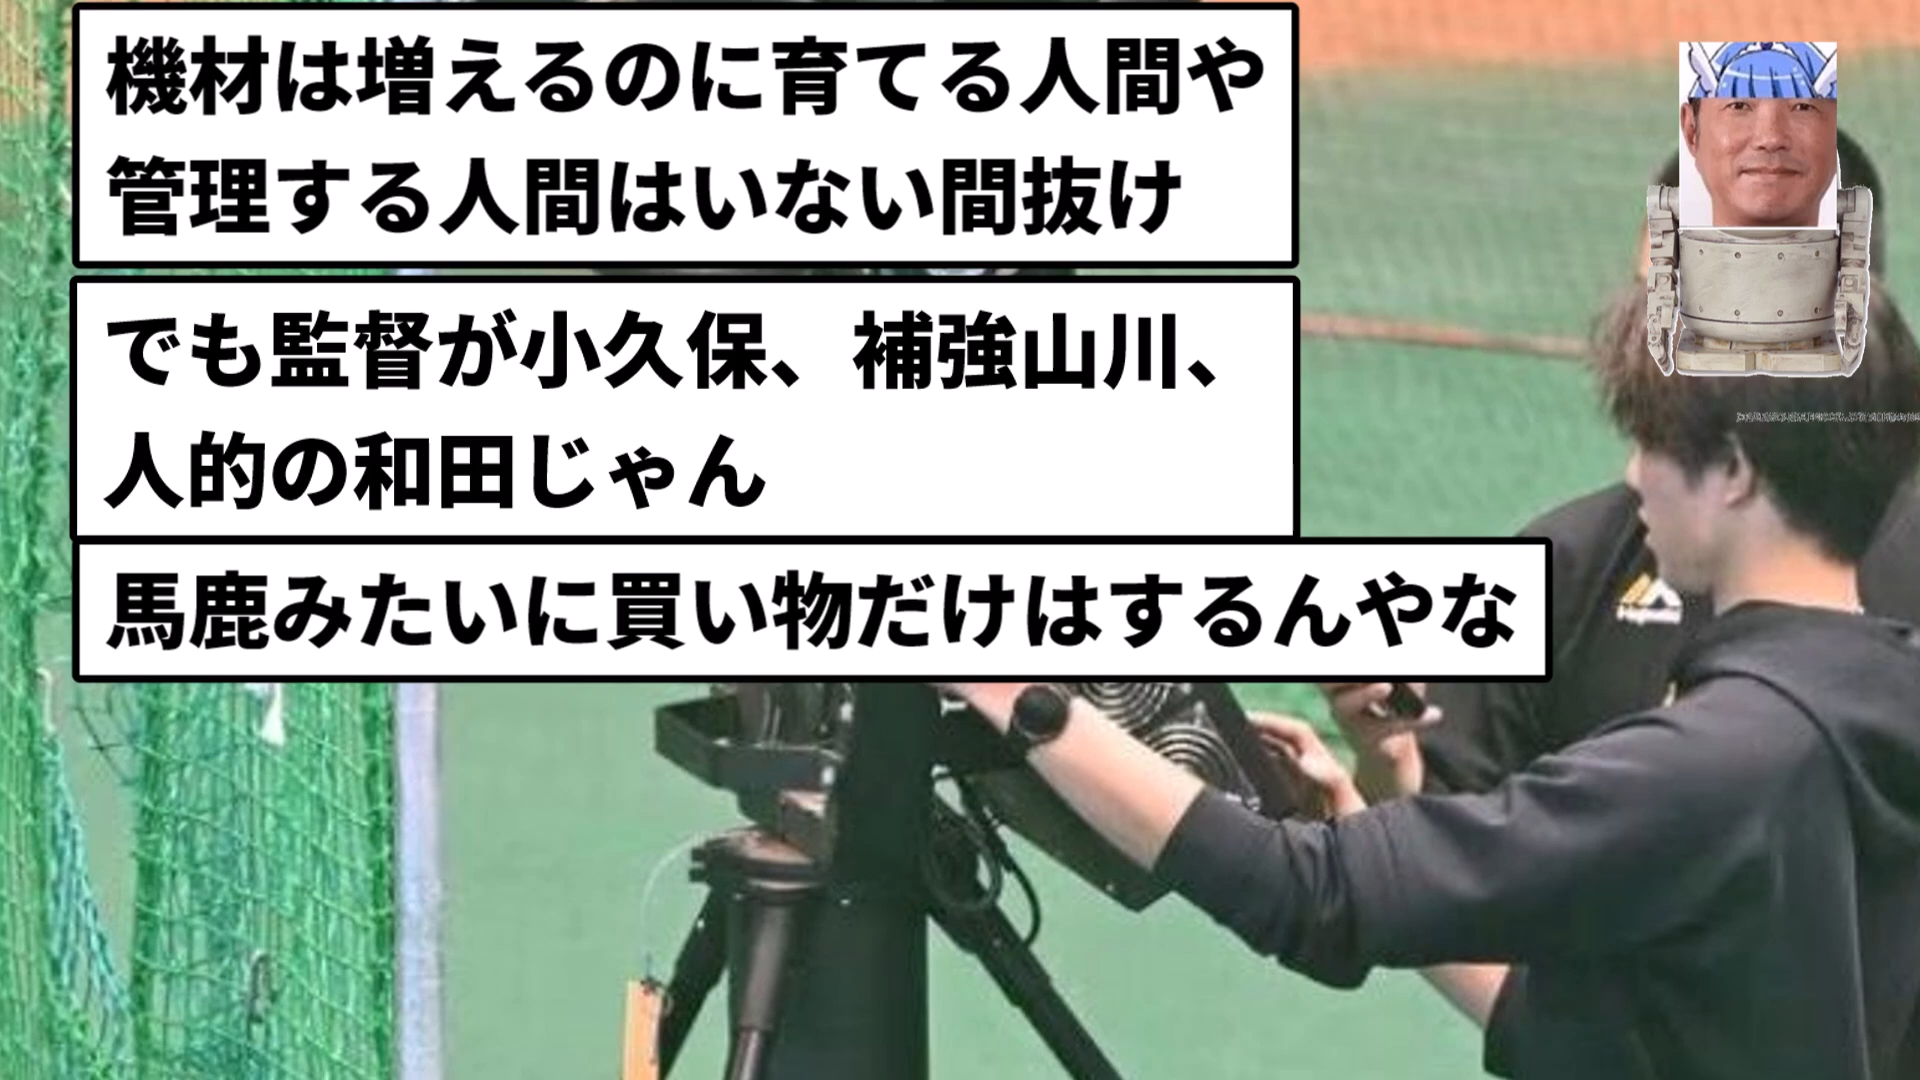 機材は増えるのに育てる人間や
管理する人間はいない間抜け
でも監督が小久保、補強山川、
人的の和田じゃん
馬鹿みたいに買い物だけはするんやな